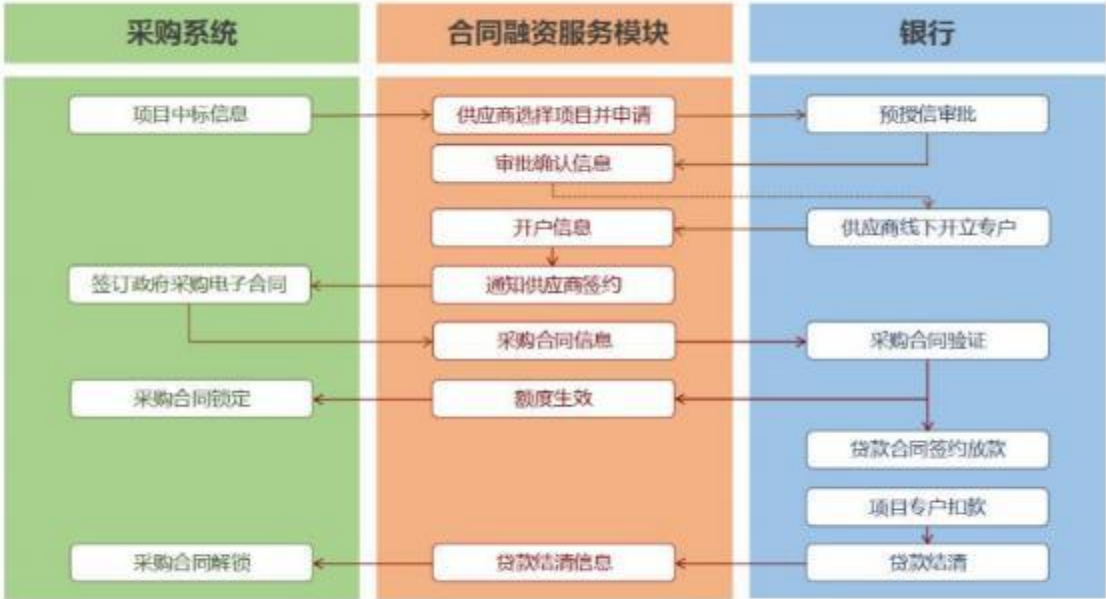 采购系统
合同融资服务模块
银行
项目中标信息
供应商选择项目并申请
预授信审批
审批确认信息
开户信息
供应商线下开立专户
签订政府采购电子合同
通知供应商签约
采购合同信息
采购合同验证
采购合同锁定
额度生效
贷款合同签约放款
项目专户扣款
采购合同解锁
贷款结清信息
贷款结清